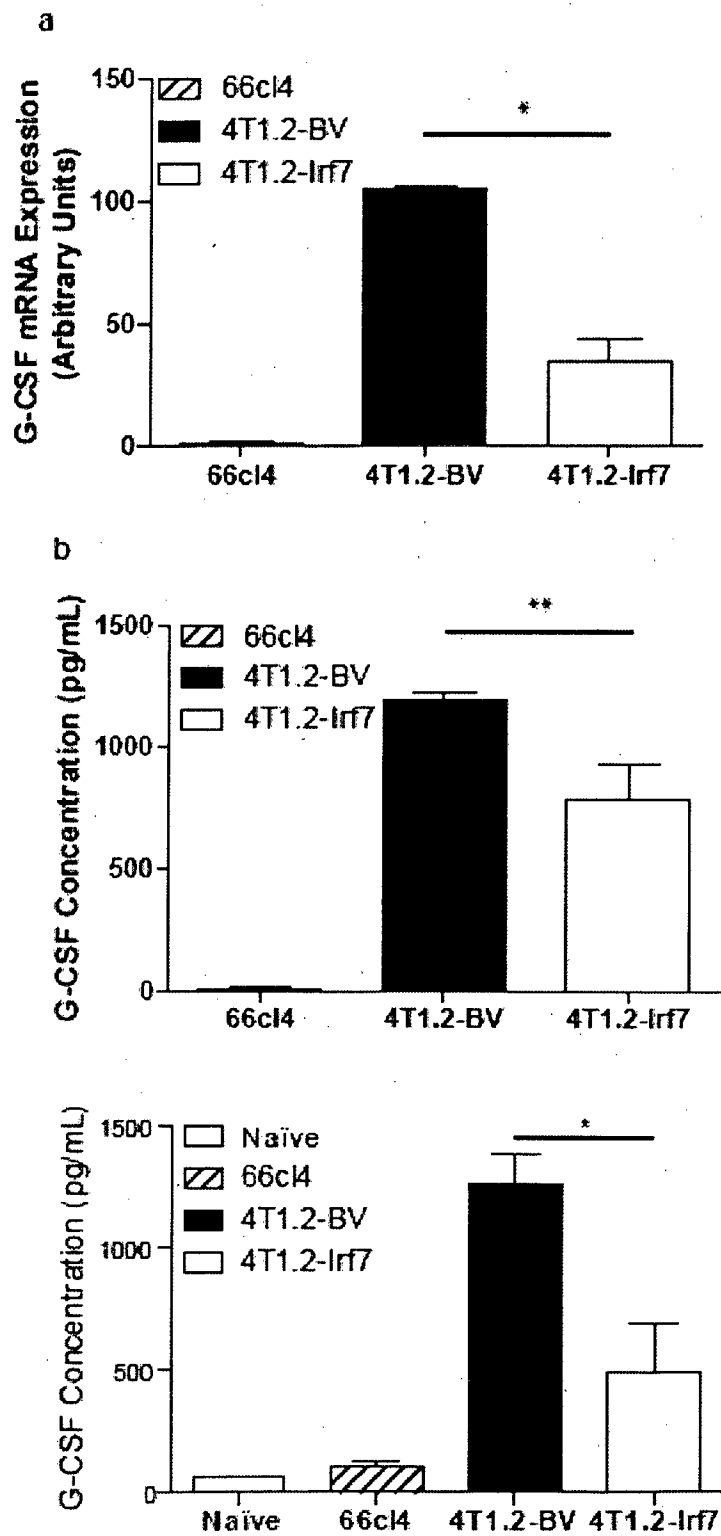 a
G-CSF mRNA Expression
(Arbitrary Units)
150
100
50
0
66cl4
4T1.2-BV
4T1.2-Irf7
*
66cl4 4T1.2-BV 4T1.2-Irf7
b
G-CSF Concentration (pg/mL)
1500
1000
500
0
66cl4
4T1.2-BV
4T1.2-Irf7
**
66cl4 4T1.2-BV 4T1.2-Irf7
G-CSF Concentration (pg/mL)
1500
1000
500
0
Naïve
66cl4
4T1.2-BV
4T1.2-Irf7
*
Naïve 66cl4 4T1.2-BV 4T1.2-Irf7